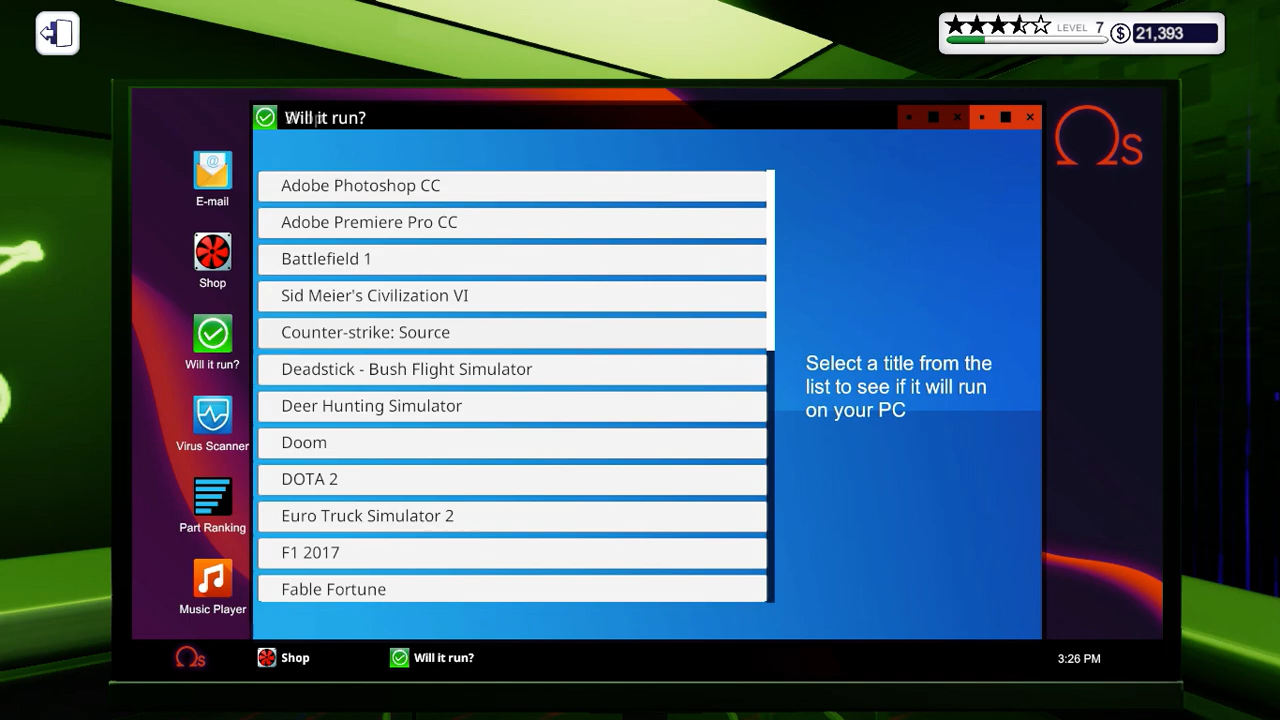 LEVEL 7
$ 21,393
Will it run?
Ωs
E-mail
Shop
Will it run?
Virus Scanner
Part Ranking
Music Player
Adobe Photoshop CC
Adobe Premiere Pro CC
Battlefield 1
Sid Meier's Civilization VI
Counter-strike: Source
Deadstick - Bush Flight Simulator
Deer Hunting Simulator
Doom
DOTA 2
Euro Truck Simulator 2
F1 2017
Fable Fortune
Select a title from the
list to see if it will run
on your PC
Ωs
Shop
Will it run?
3:26 PM